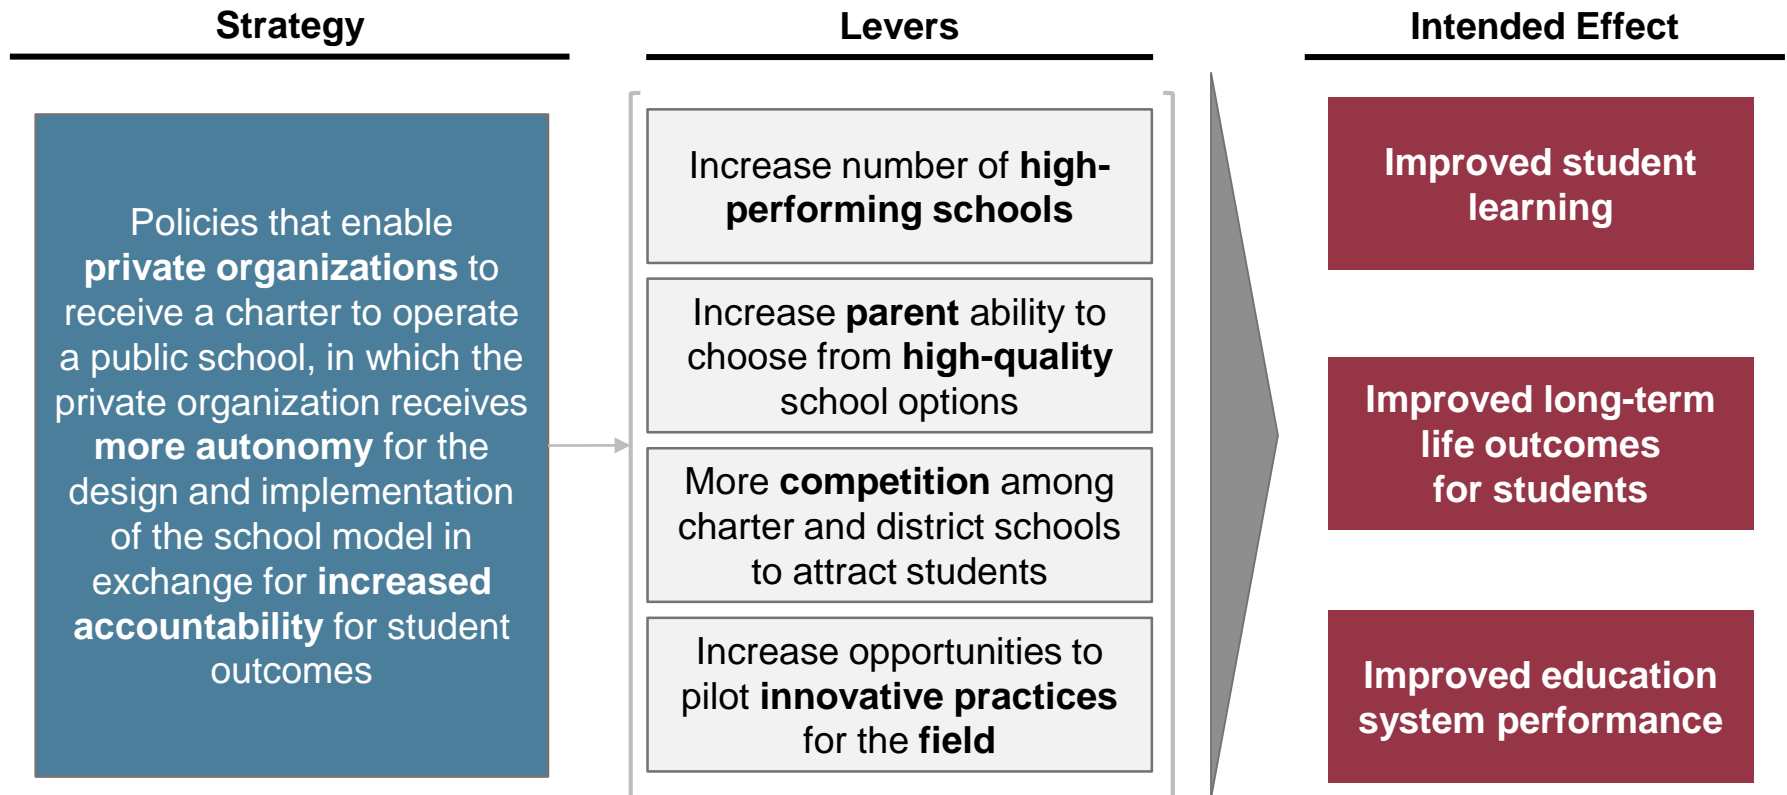 Strategy
Levers
Intended Effect
Policies that enable
private organizations to
receive a charter to operate
a public school, in which the
private organization receives
more autonomy for the
design and implementation
of the school model in
exchange for increased
accountability for student
outcomes
Increase number of high-
performing schools
Increase parent ability to
choose from high-quality
school options
More competition among
charter and district schools
to attract students
Increase opportunities to
pilot innovative practices
for the field
Improved student
learning
Improved long-term
life outcomes
for students
Improved education
system performance